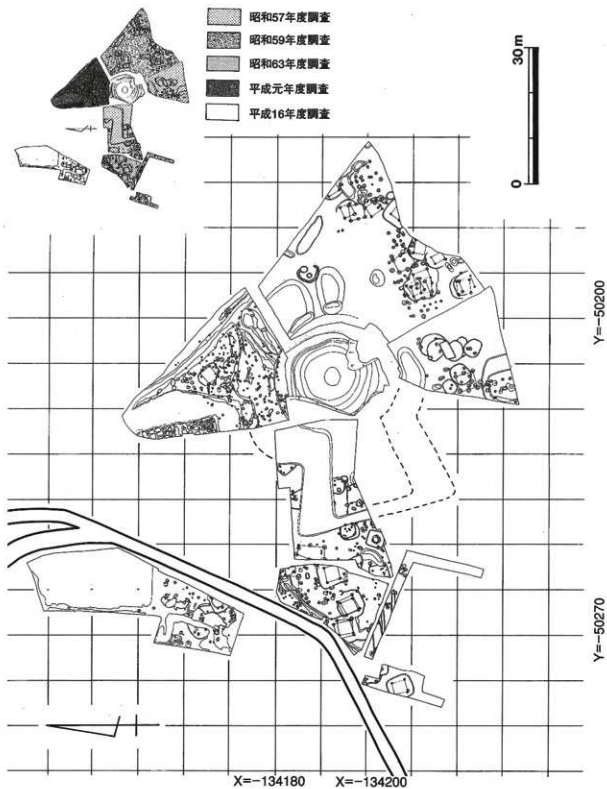 昭和57年度調査
昭和59年度調査
昭和63年度調査
平成元年度調査
平成16年度調査
30m
0
Y=-50200
Y=-50270
X=-134180
X=-134200